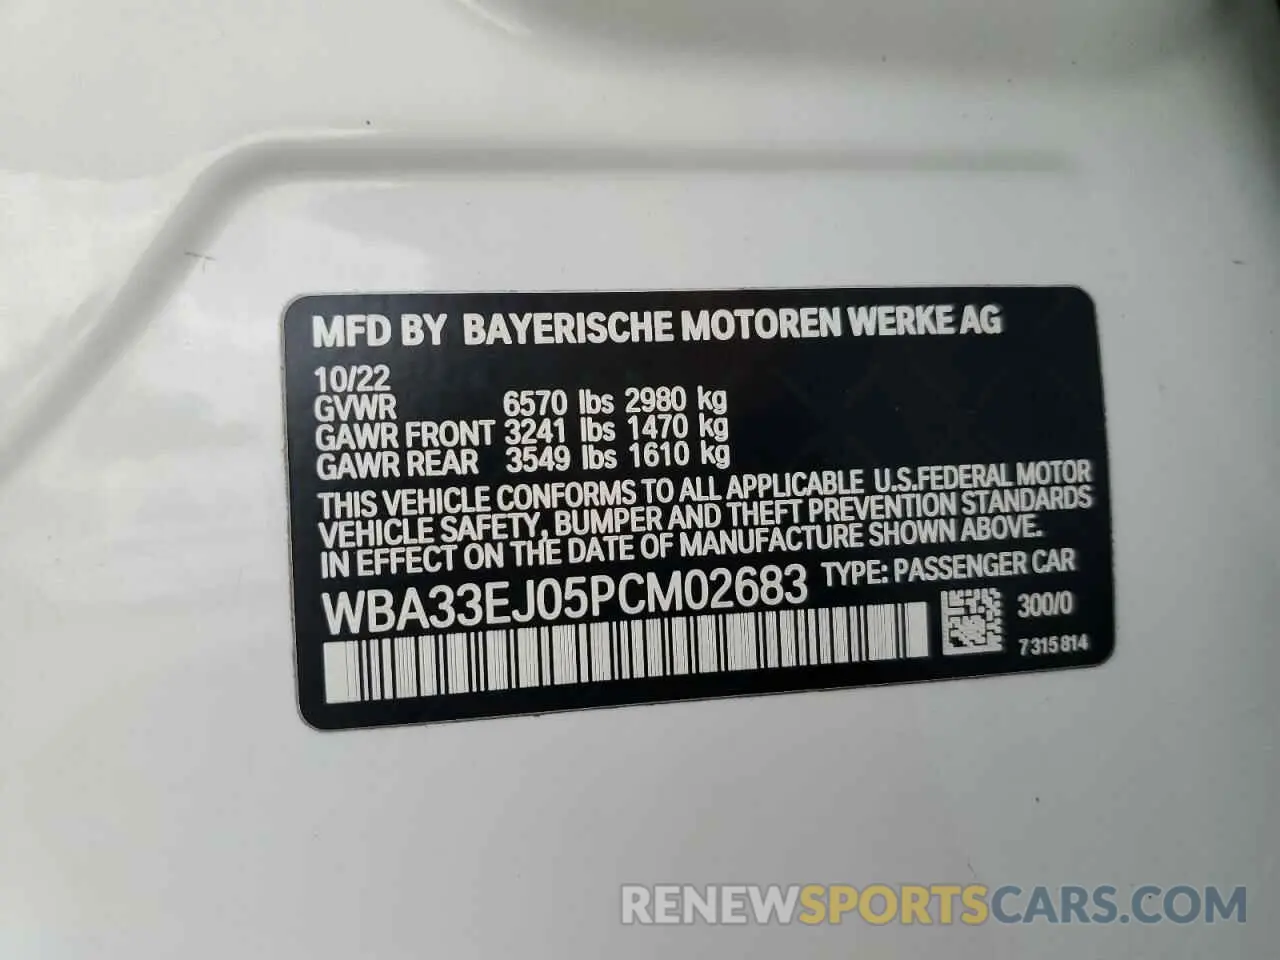 MFD BY BAYERISCHE MOTOREN WERKE AG
10/22
GVWR 6570 lbs 2980 kg
GAWR FRONT 3241 lbs 1470 kg
GAWR REAR 3549 lbs 1610 kg
THIS VEHICLE CONFORMS TO ALL APPLICABLE U.S.FEDERAL MOTOR
VEHICLE SAFETY, BUMPER AND THEFT PREVENTION STANDARDS
IN EFFECT ON THE DATE OF MANUFACTURE SHOWN ABOVE.
WBA33EJ05PCM02683 TYPE: PASSENGER CAR
300/0
7 315 814
RENEWSPORTSCARS.COM